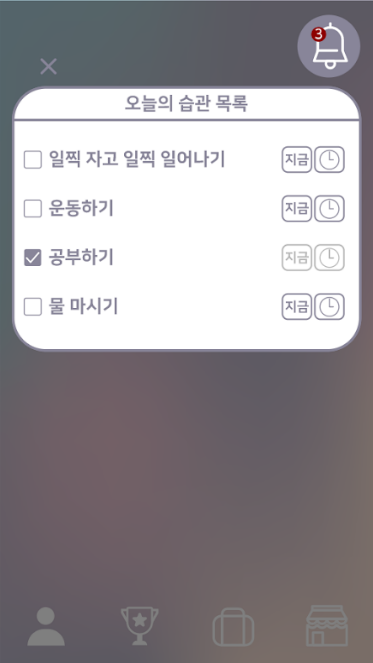 3
오늘의 습관 목록
일찍 자고 일찍 일어나기 지금
운동하기 지금
공부하기 지금
물 마시기 지금